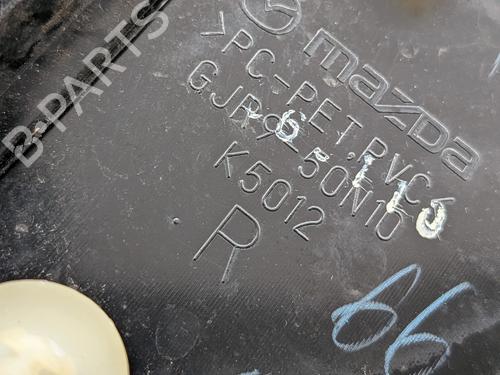 mazda
>PC-PET,PVC<
GJR9-50N10
K5012
R
66
B-PARTS